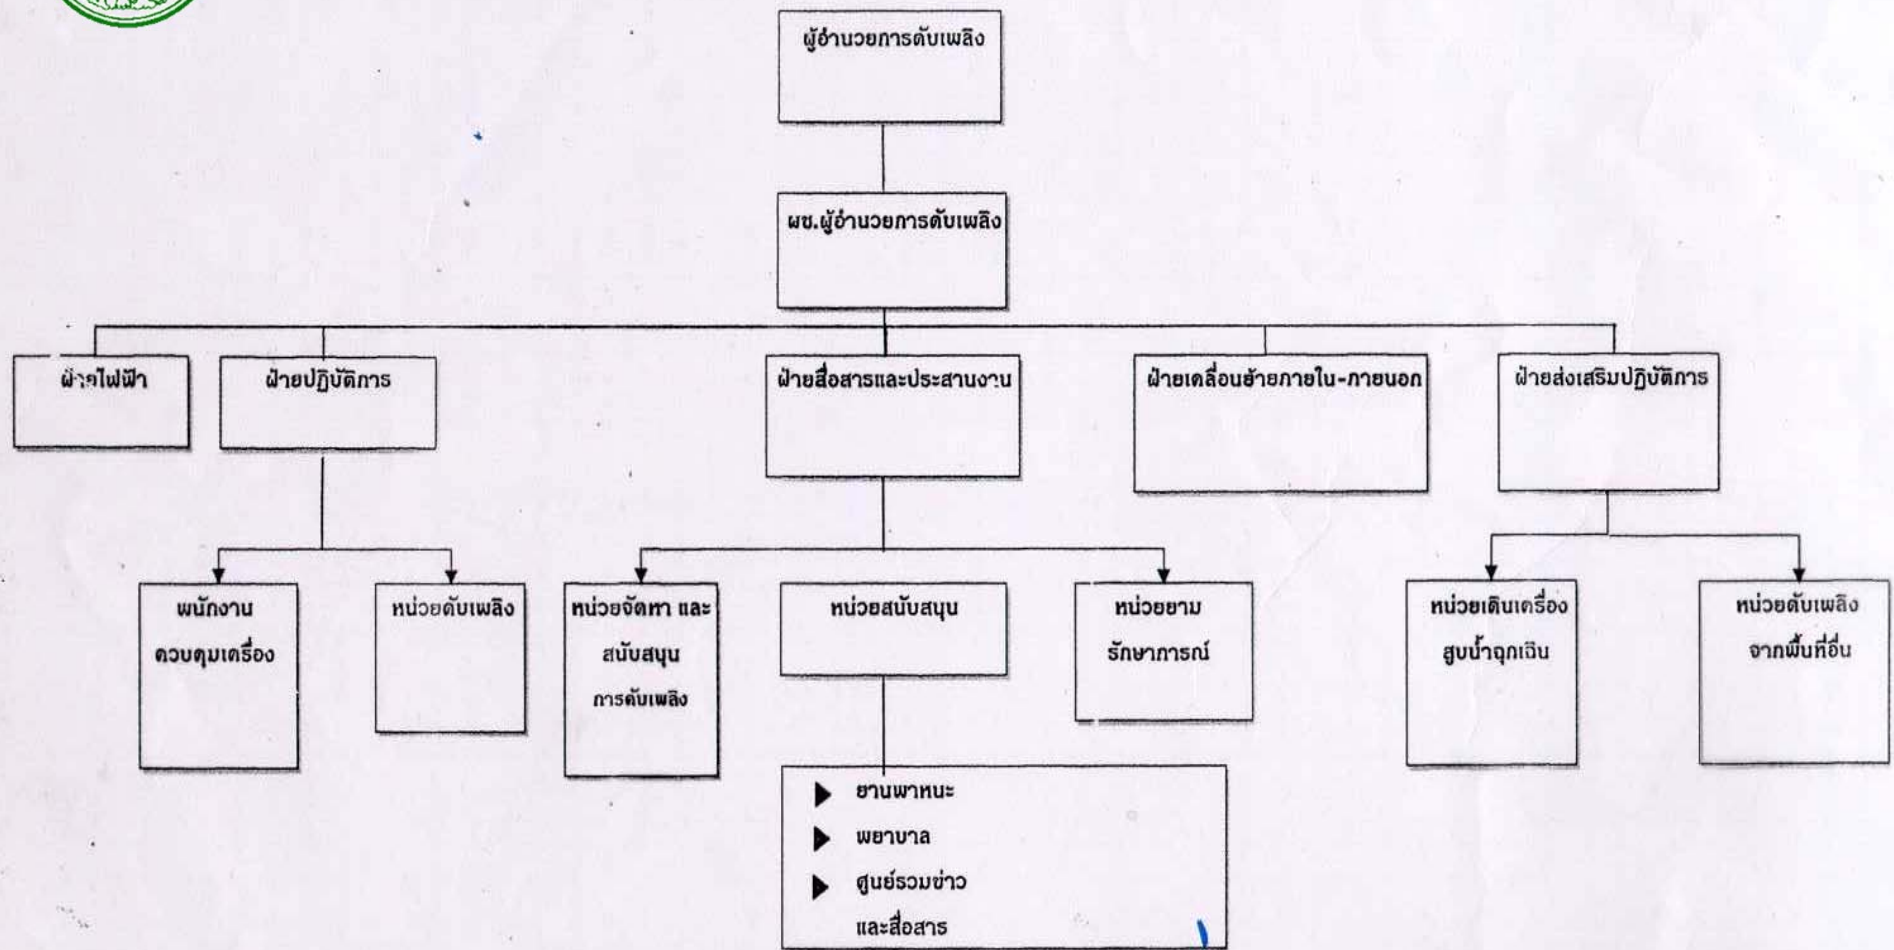 ผู้อำนวยการดับเพลิง
ผช.ผู้อำนวยการดับเพลิง
ฝ่ายไฟฟ้า
ฝ่ายปฏิบัติการ
ฝ่ายสื่อสารและประสานงาน
ฝ่ายเคลื่อนย้ายภายใน-ภายนอก
ฝ่ายส่งเสริมปฏิบัติการ
พนักงาน
ควบคุมเครื่อง
หน่วยดับเพลิง
หน่วยจัดหา และ
สนับสนุน
การดับเพลิง
หน่วยสนับสนุน
หน่วยยาม
รักษาการณ์
หน่วยเดินเครื่อง
สูบน้ำฉุกเฉิน
หน่วยดับเพลิง
จากพื้นที่อื่น
ยานพาหนะ
พยาบาล
ศูนย์รวมข่าว
และสื่อสาร